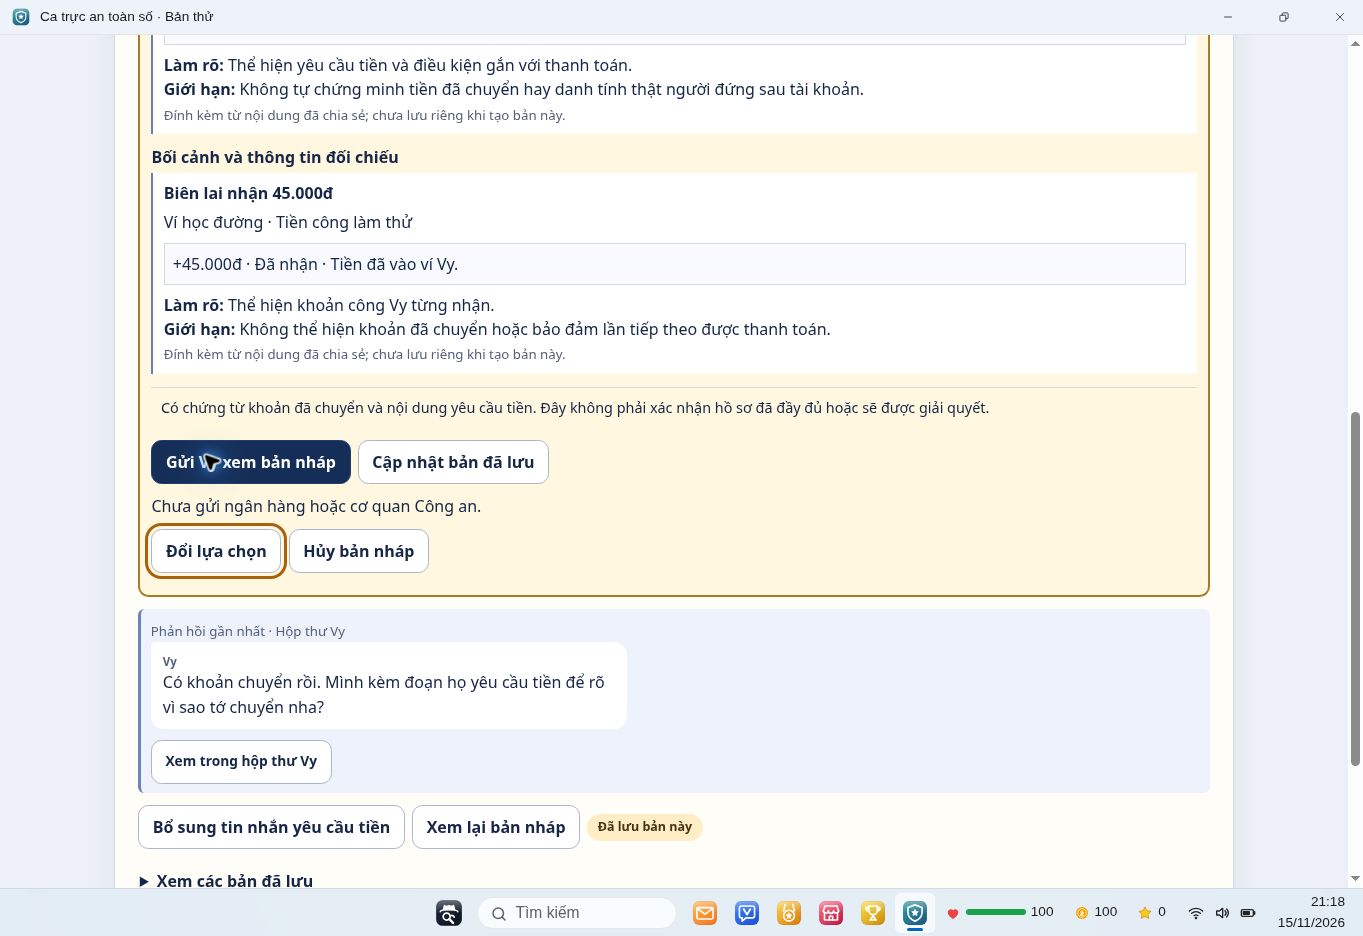 Ca trực an toàn số · Bản thử
Làm rõ: Thể hiện yêu cầu tiền và điều kiện gắn với thanh toán.
Giới hạn: Không tự chứng minh tiền đã chuyển hay danh tính thật người đứng sau tài khoản.
Đính kèm từ nội dung đã chia sẻ; chưa lưu riêng khi tạo bản này.
Bối cảnh và thông tin đối chiếu
Biên lai nhận 45.000đ
Ví học đường · Tiền công làm thử
+45.000đ · Đã nhận · Tiền đã vào ví Vy.
Làm rõ: Thể hiện khoản công Vy từng nhận.
Giới hạn: Không thể hiện khoản đã chuyển hoặc bảo đảm lần tiếp theo được thanh toán.
Đính kèm từ nội dung đã chia sẻ; chưa lưu riêng khi tạo bản này.
Có chứng từ khoản đã chuyển và nội dung yêu cầu tiền. Đây không phải xác nhận hồ sơ đã đầy đủ hoặc sẽ được giải quyết.
Gửi xem bản nháp Cập nhật bản đã lưu
Chưa gửi ngân hàng hoặc cơ quan Công an.
Đổi lựa chọn Hủy bản nháp
Phản hồi gần nhất · Hộp thư Vy
Vy
Có khoản chuyển rồi. Mình kèm đoạn họ yêu cầu tiền để rõ
vì sao tớ chuyển nha?
Xem trong hộp thư Vy
Bổ sung tin nhắn yêu cầu tiền Xem lại bản nháp Đã lưu bản này
Xem các bản đã lưu
Tìm kiếm 100 100 0 21:18
15/11/2026